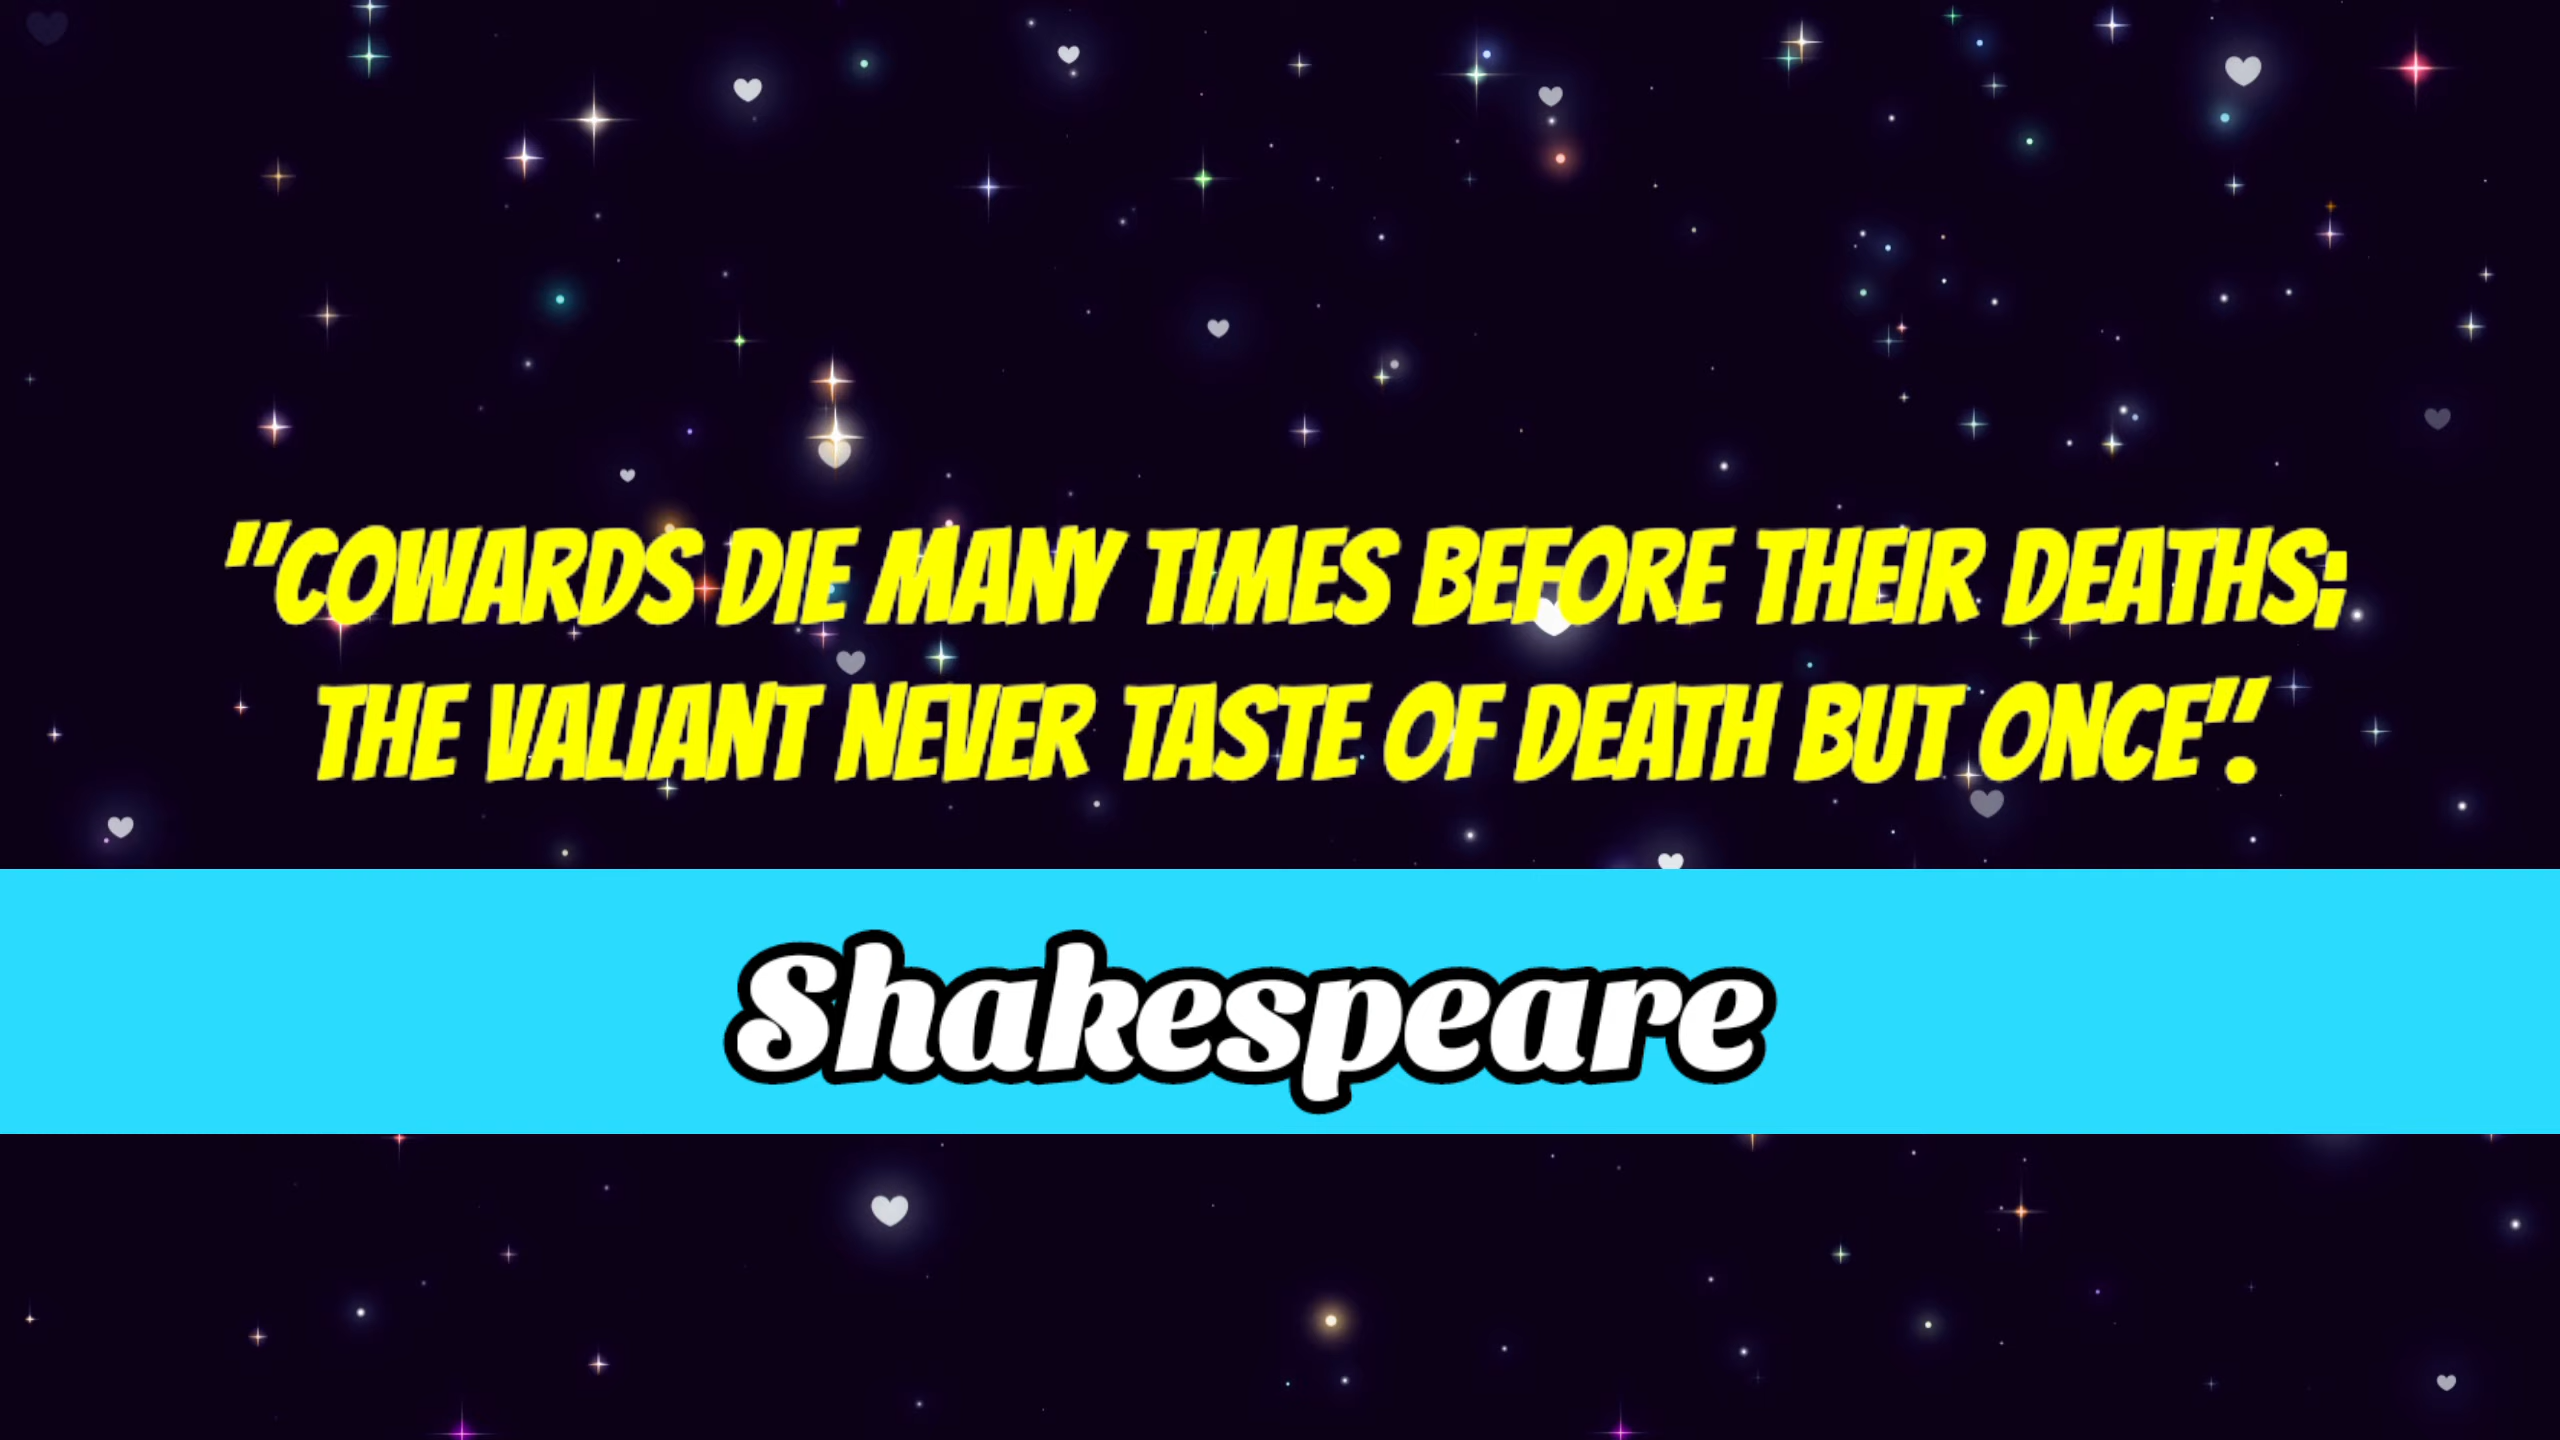 "COWARDS DIE MANY TIMES BEFORE THEIR DEATHS;
THE VALIANT NEVER TASTE OF DEATH BUT ONCE".
Shakespeare